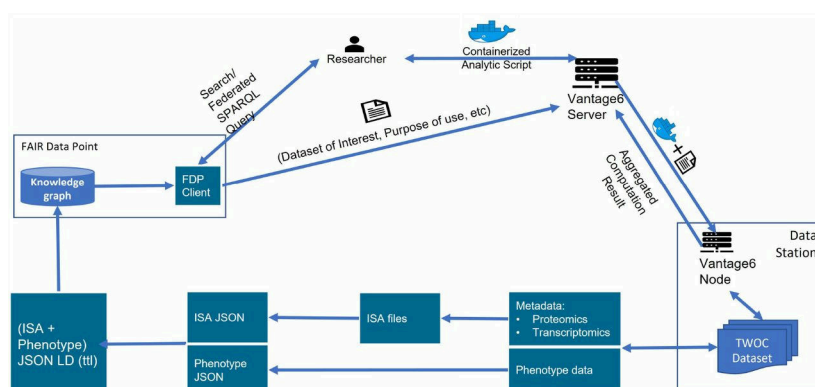 Researcher
Containerized
Analytic Script
Vantage6
Server
Search/
Federated
SPARQL
Query
(Dataset of Interest, Purpose of use, etc)
+
Aggregated
Computation
Result
FAIR Data Point
Knowledge
graph
FDP
Client
Data
Station
Vantage6
Node
TWOC
Dataset
(ISA +
Phenotype)
JSON LD (ttl)
ISA JSON
ISA files
Metadata:
• Proteomics
• Transcriptomics
Phenotype
JSON
Phenotype data